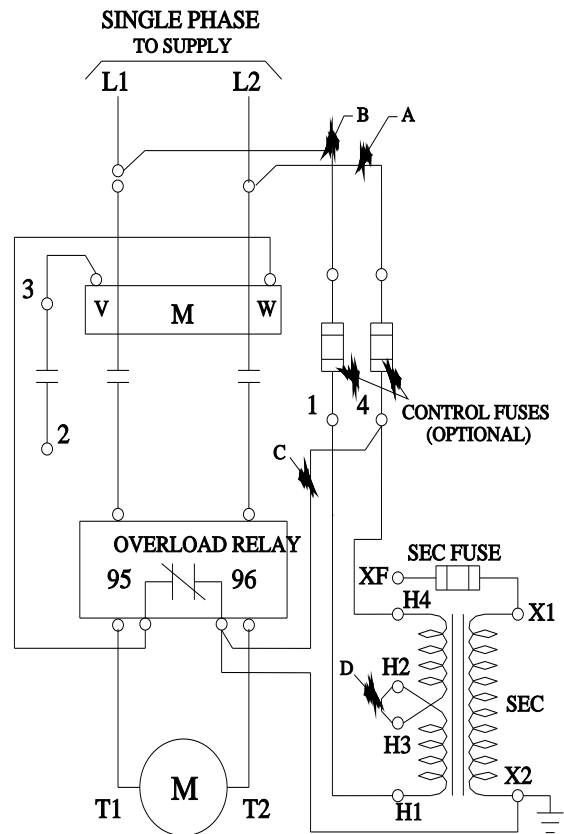 SINGLE PHASE
TO SUPPLY
L1 L2
B A
3
V M W
2
1 4
CONTROL FUSES
(OPTIONAL)
C
OVERLOAD RELAY
95 96
SEC FUSE
XF
H4 X1
D H2
SEC
H3
X2
H1
T1 M T2